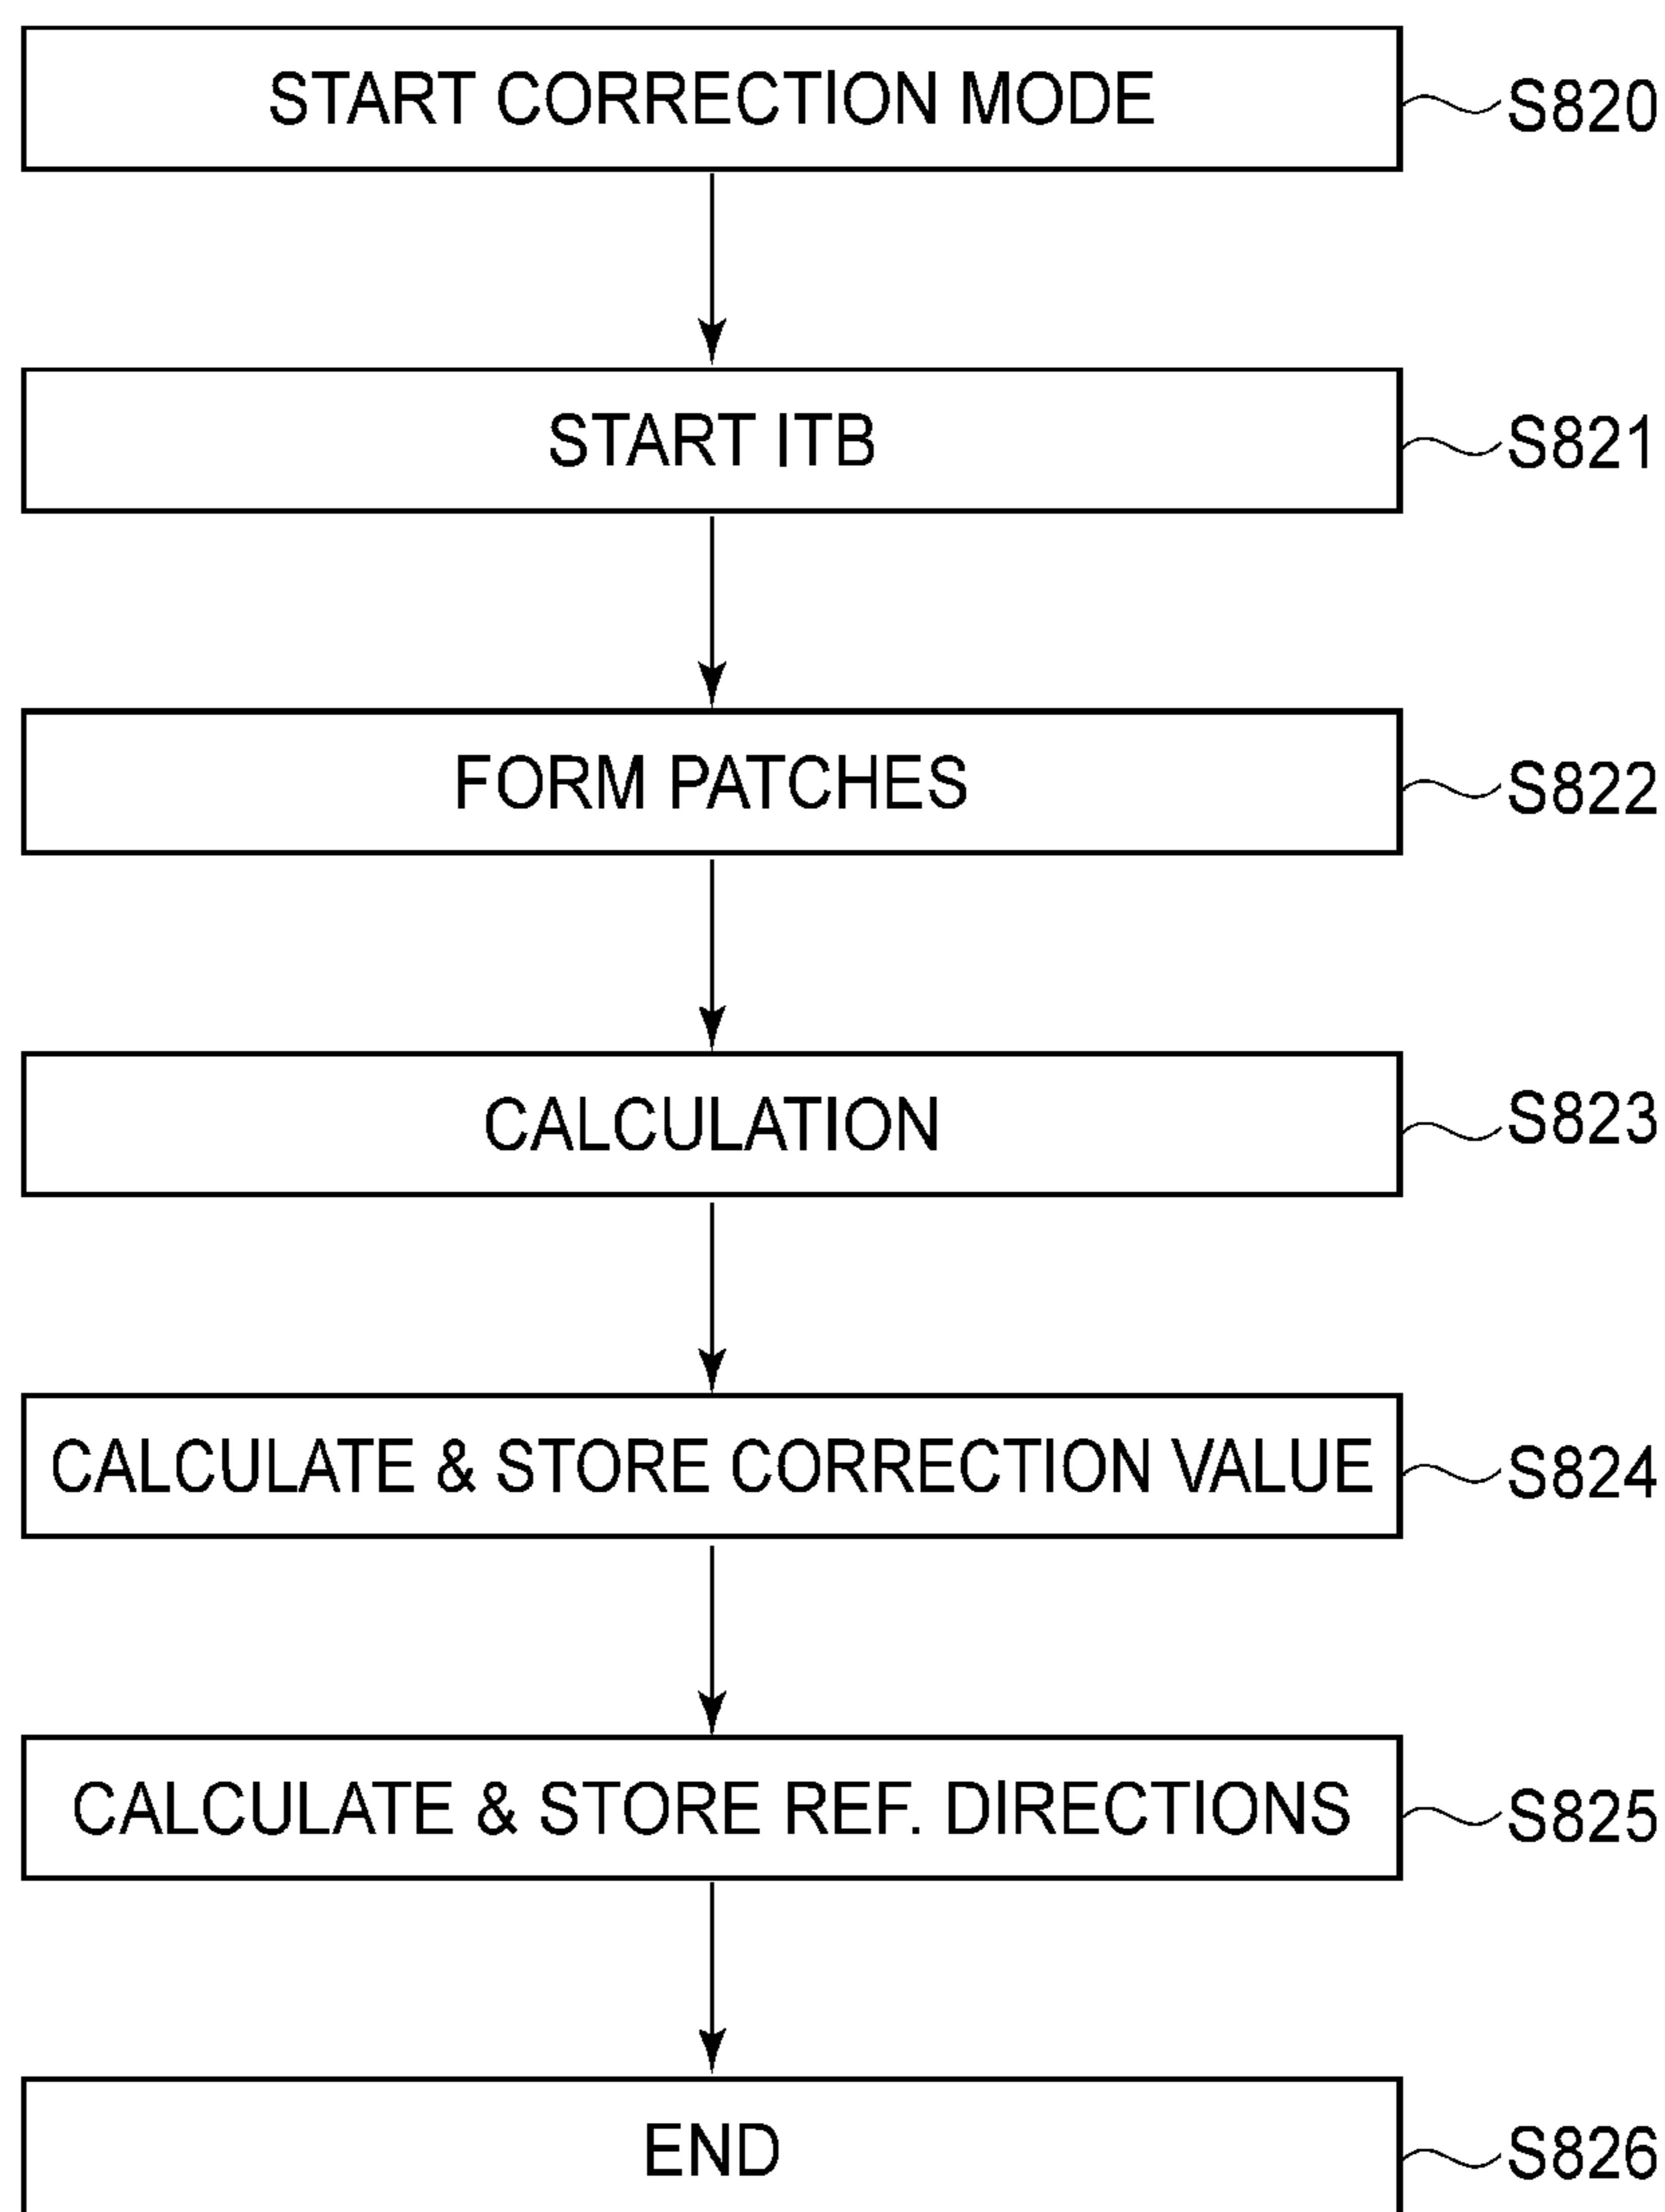 START CORRECTION MODE S820
START ITB S821
FORM PATCHES S822
CALCULATION S823
CALCULATE & STORE CORRECTION VALUE S824
CALCULATE & STORE REF. DIRECTIONS S825
END S826